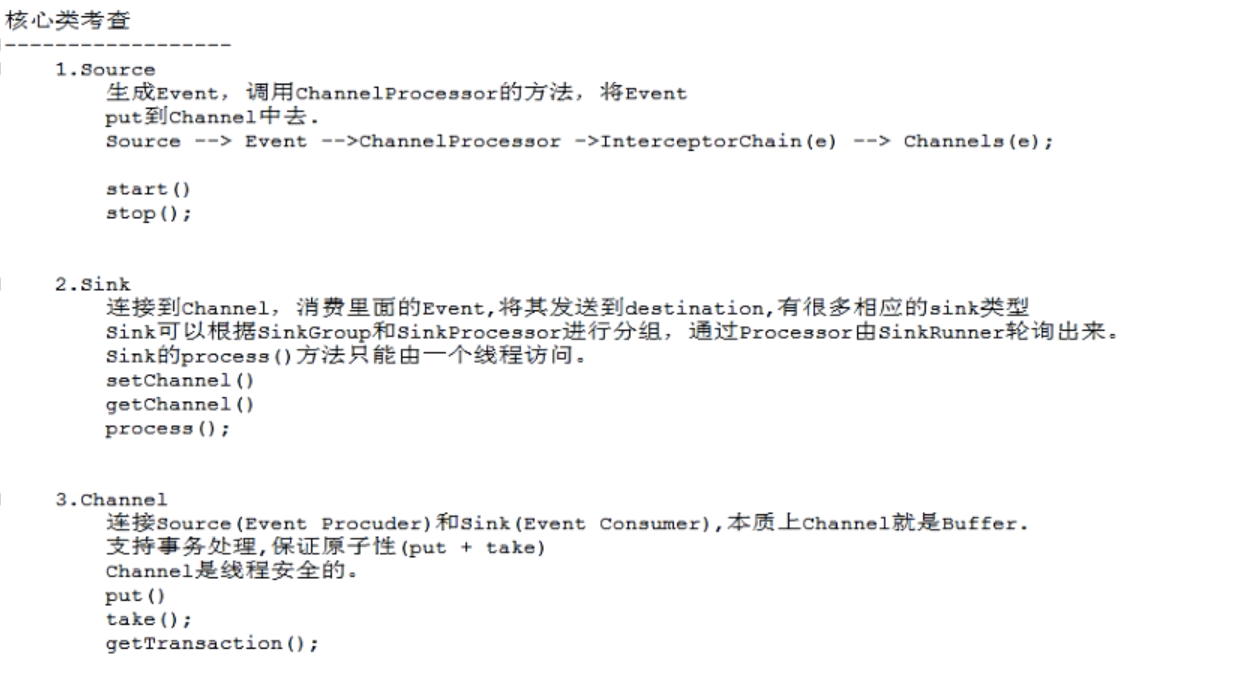 核心类考查
------------------
1.Source
生成Event，调用ChannelProcessor的方法，将Event
put到Channel中去.
Source --> Event -->ChannelProcessor ->InterceptorChain(e) --> Channels(e);
start()
stop();
2.Sink
连接到Channel，消费里面的Event,将其发送到destination,有很多相应的sink类型
Sink可以根据SinkGroup和SinkProcessor进行分组，通过Processor由SinkRunner轮询出来。
Sink的process()方法只能由一个线程访问。
setChannel()
getChannel()
process();
3.Channel
连接Source(Event Procuder)和Sink(Event Consumer),本质上Channel就是Buffer.
支持事务处理,保证原子性(put + take)
Channel是线程安全的。
put()
take();
getTransaction();